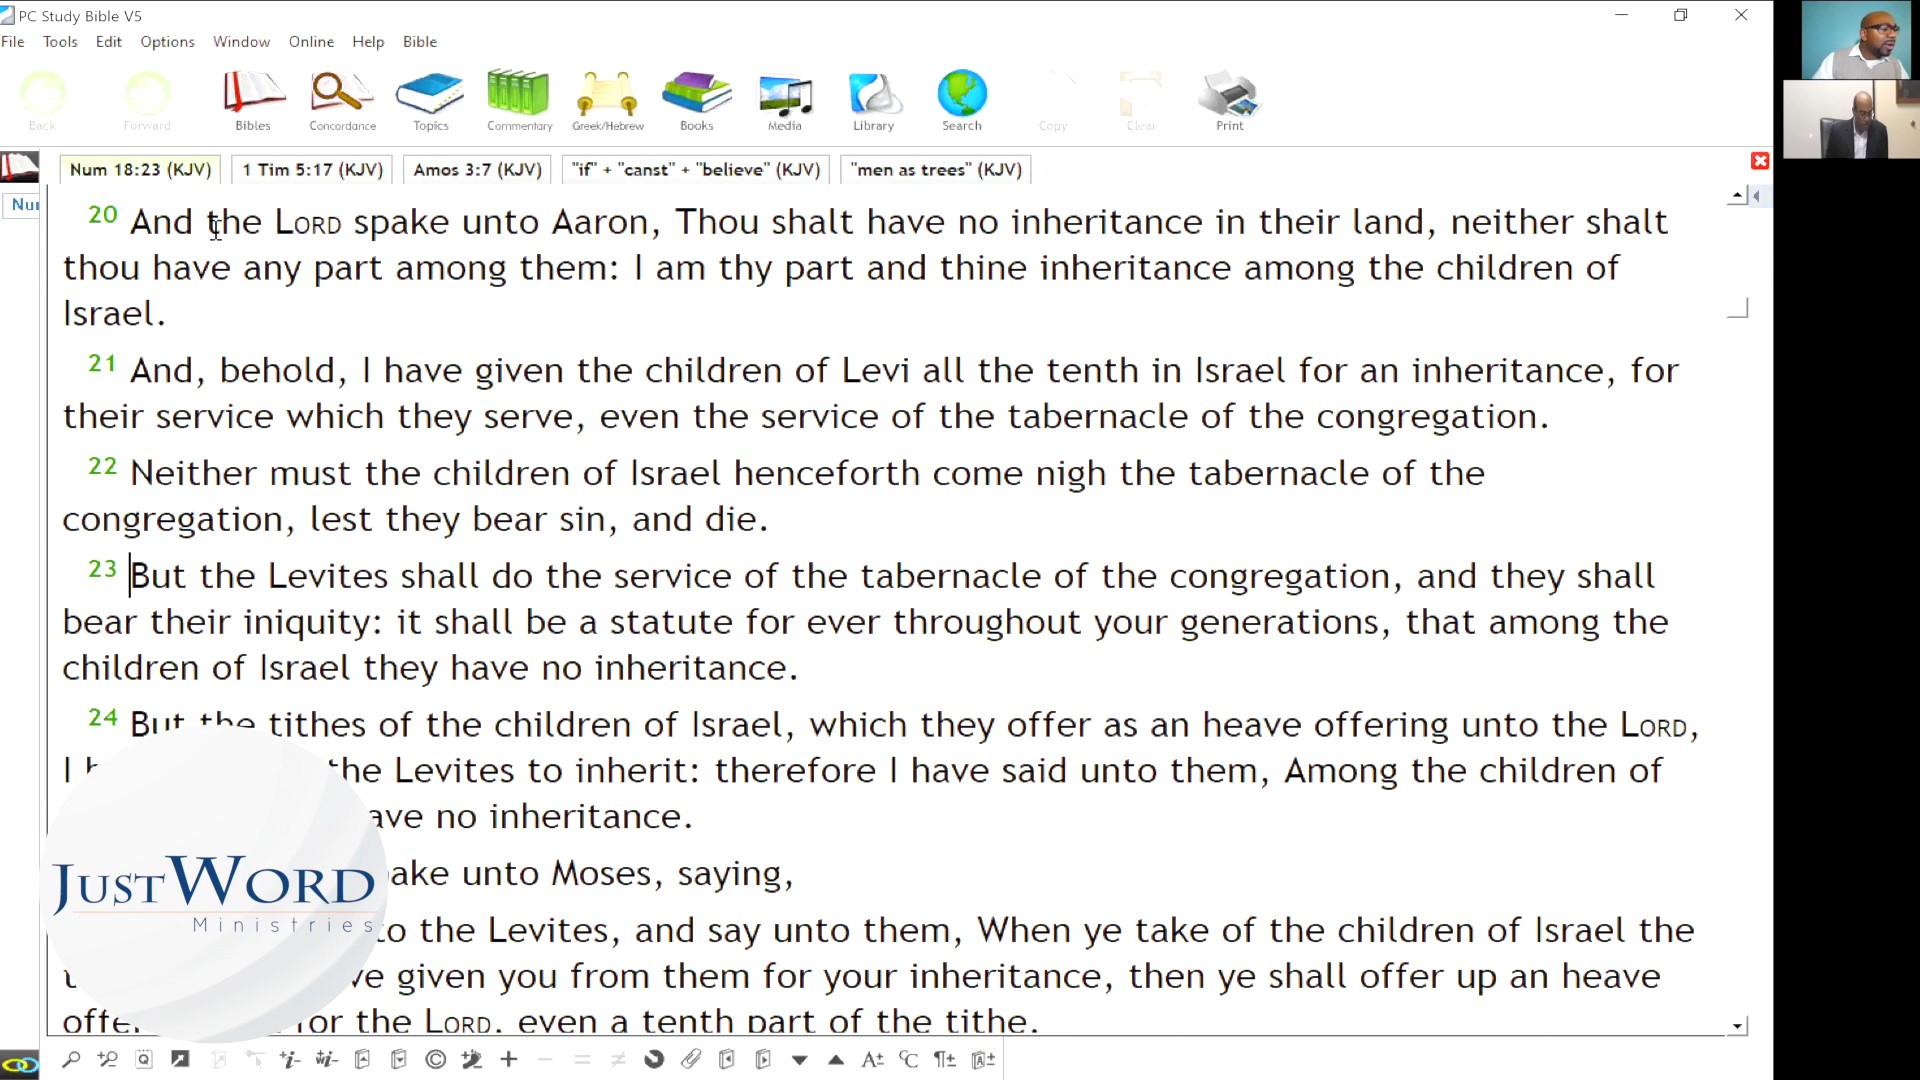 PC Study Bible V5
File Tools Edit Options Window Online Help Bible
Back Forward Bibles Concordance Topics Commentary Greek/Hebrew Books Media Library Search Copy Clear Print
Num 18:23 (KJV) 1 Tim 5:17 (KJV) Amos 3:7 (KJV) "if" + "canst" + "believe" (KJV) "men as trees" (KJV)
20 And the LORD spake unto Aaron, Thou shalt have no inheritance in their land, neither shalt
thou have any part among them: I am thy part and thine inheritance among the children of
Israel.
21 And, behold, I have given the children of Levi all the tenth in Israel for an inheritance, for
their service which they serve, even the service of the tabernacle of the congregation.
22 Neither must the children of Israel henceforth come nigh the tabernacle of the
congregation, lest they bear sin, and die.
23 But the Levites shall do the service of the tabernacle of the congregation, and they shall
bear their iniquity: it shall be a statute for ever throughout your generations, that among the
children of Israel they have no inheritance.
24 But the tithes of the children of Israel, which they offer as an heave offering unto the LORD,
I the Levites to inherit: therefore I have said unto them, Among the children of
no inheritance.
unto Moses, saying,
to the Levites, and say unto them, When ye take of the children of Israel the
given you from them for your inheritance, then ye shall offer up an heave
for the LORD, even a tenth part of the tithe.
JUSTWORD
Ministries